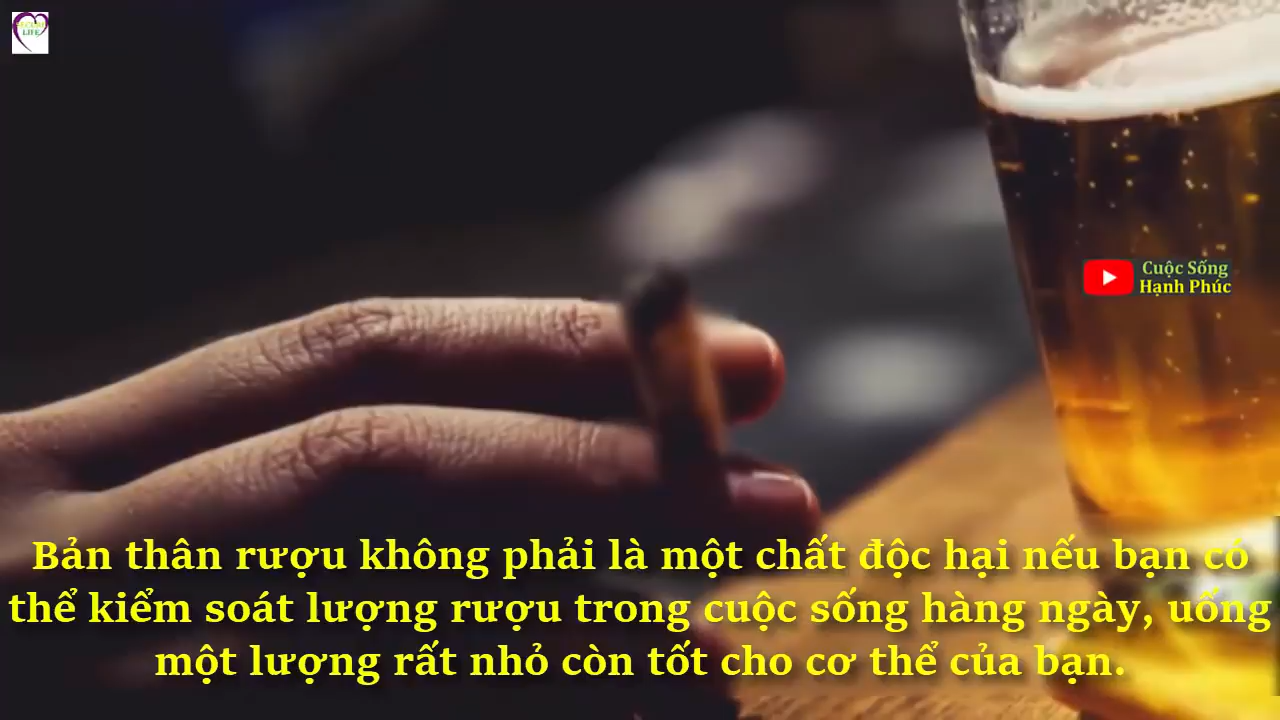 LIFE
Cuộc Sống
Hạnh Phúc
Bản thân rượu không phải là một chất độc hại nếu bạn có
thể kiểm soát lượng rượu trong cuộc sống hàng ngày, uống
một lượng rất nhỏ còn tốt cho cơ thể của bạn.